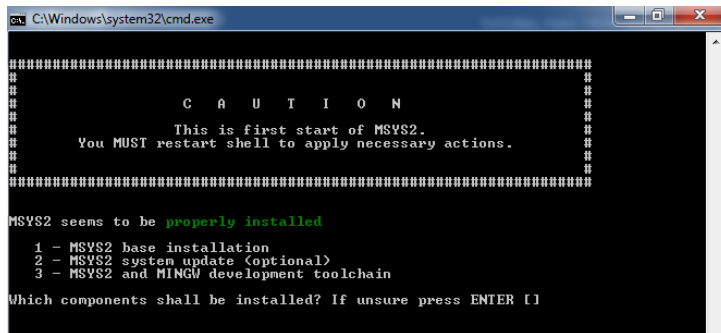 C:\Windows\system32\cmd.exe
###################################################################
# #
# #
# C A U T I O N #
# #
# This is first start of MSYS2. #
# You MUST restart shell to apply necessary actions. #
# #
# #
###################################################################
MSYS2 seems to be properly installed
1 - MSYS2 base installation
2 - MSYS2 system update (optional)
3 - MSYS2 and MINGW development toolchain
Which components shall be installed? If unsure press ENTER []